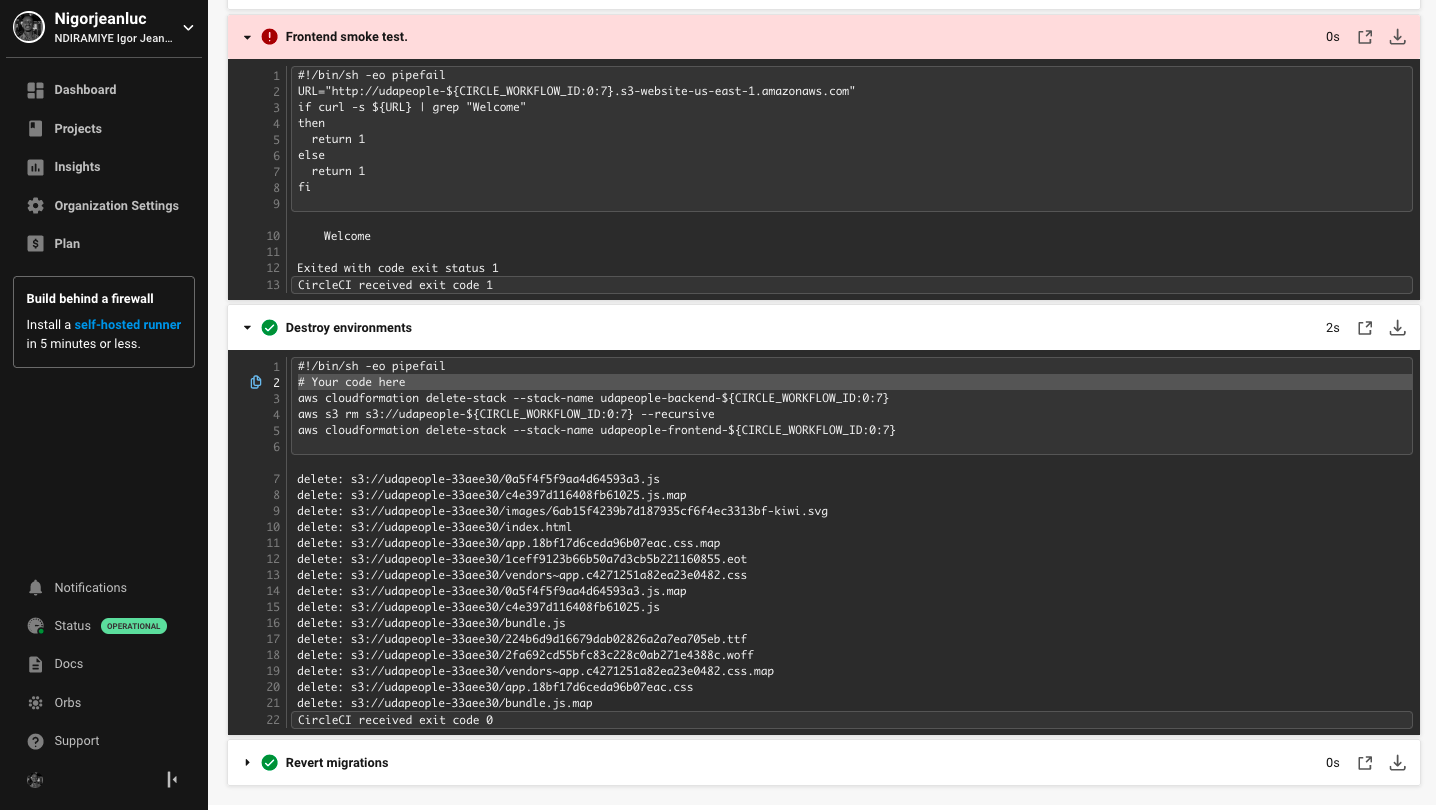 Nigorjeanluc
NDIRAMIYE Igor Jean...
Dashboard
Projects
Insights
Organization Settings
Plan
Build behind a firewall
Install a self-hosted runner
in 5 minutes or less.
Notifications
Status OPERATIONAL
Docs
Orbs
Support
Frontend smoke test. 0s
1 #!/bin/sh -eo pipefail
2 URL="http://udapeople-${CIRCLE_WORKFLOW_ID:0:7}.s3-website-us-east-1.amazonaws.com"
3 if curl -s ${URL} | grep "Welcome"
4 then
5   return 1
6 else
7   return 1
8 fi
9
10     Welcome
11
12 Exited with code exit status 1
13 CircleCI received exit code 1
Destroy environments 2s
1 #!/bin/sh -eo pipefail
2 # Your code here
3 aws cloudformation delete-stack --stack-name udapeople-backend-${CIRCLE_WORKFLOW_ID:0:7}
4 aws s3 rm s3://udapeople-${CIRCLE_WORKFLOW_ID:0:7} --recursive
5 aws cloudformation delete-stack --stack-name udapeople-frontend-${CIRCLE_WORKFLOW_ID:0:7}
6
7 delete: s3://udapeople-33aee30/0a5f4f5f9aa4d64593a3.js
8 delete: s3://udapeople-33aee30/c4e397d116408fb61025.js.map
9 delete: s3://udapeople-33aee30/images/6ab15f4239b7d187935cf6f4ec3313bf-kiwi.svg
10 delete: s3://udapeople-33aee30/index.html
11 delete: s3://udapeople-33aee30/app.18bf17d6ceda96b07eac.css.map
12 delete: s3://udapeople-33aee30/1ceff9123b66b50a7d3cb5b221160855.eot
13 delete: s3://udapeople-33aee30/vendors~app.c4271251a82ea23e0482.css
14 delete: s3://udapeople-33aee30/0a5f4f5f9aa4d64593a3.js.map
15 delete: s3://udapeople-33aee30/c4e397d116408fb61025.js
16 delete: s3://udapeople-33aee30/bundle.js
17 delete: s3://udapeople-33aee30/224b6d9d16679dab02826a2a7ea705eb.ttf
18 delete: s3://udapeople-33aee30/2fa692cd55bfc83c228c0ab271e4388c.woff
19 delete: s3://udapeople-33aee30/vendors~app.c4271251a82ea23e0482.css.map
20 delete: s3://udapeople-33aee30/app.18bf17d6ceda96b07eac.css
21 delete: s3://udapeople-33aee30/bundle.js.map
22 CircleCI received exit code 0
Revert migrations 0s